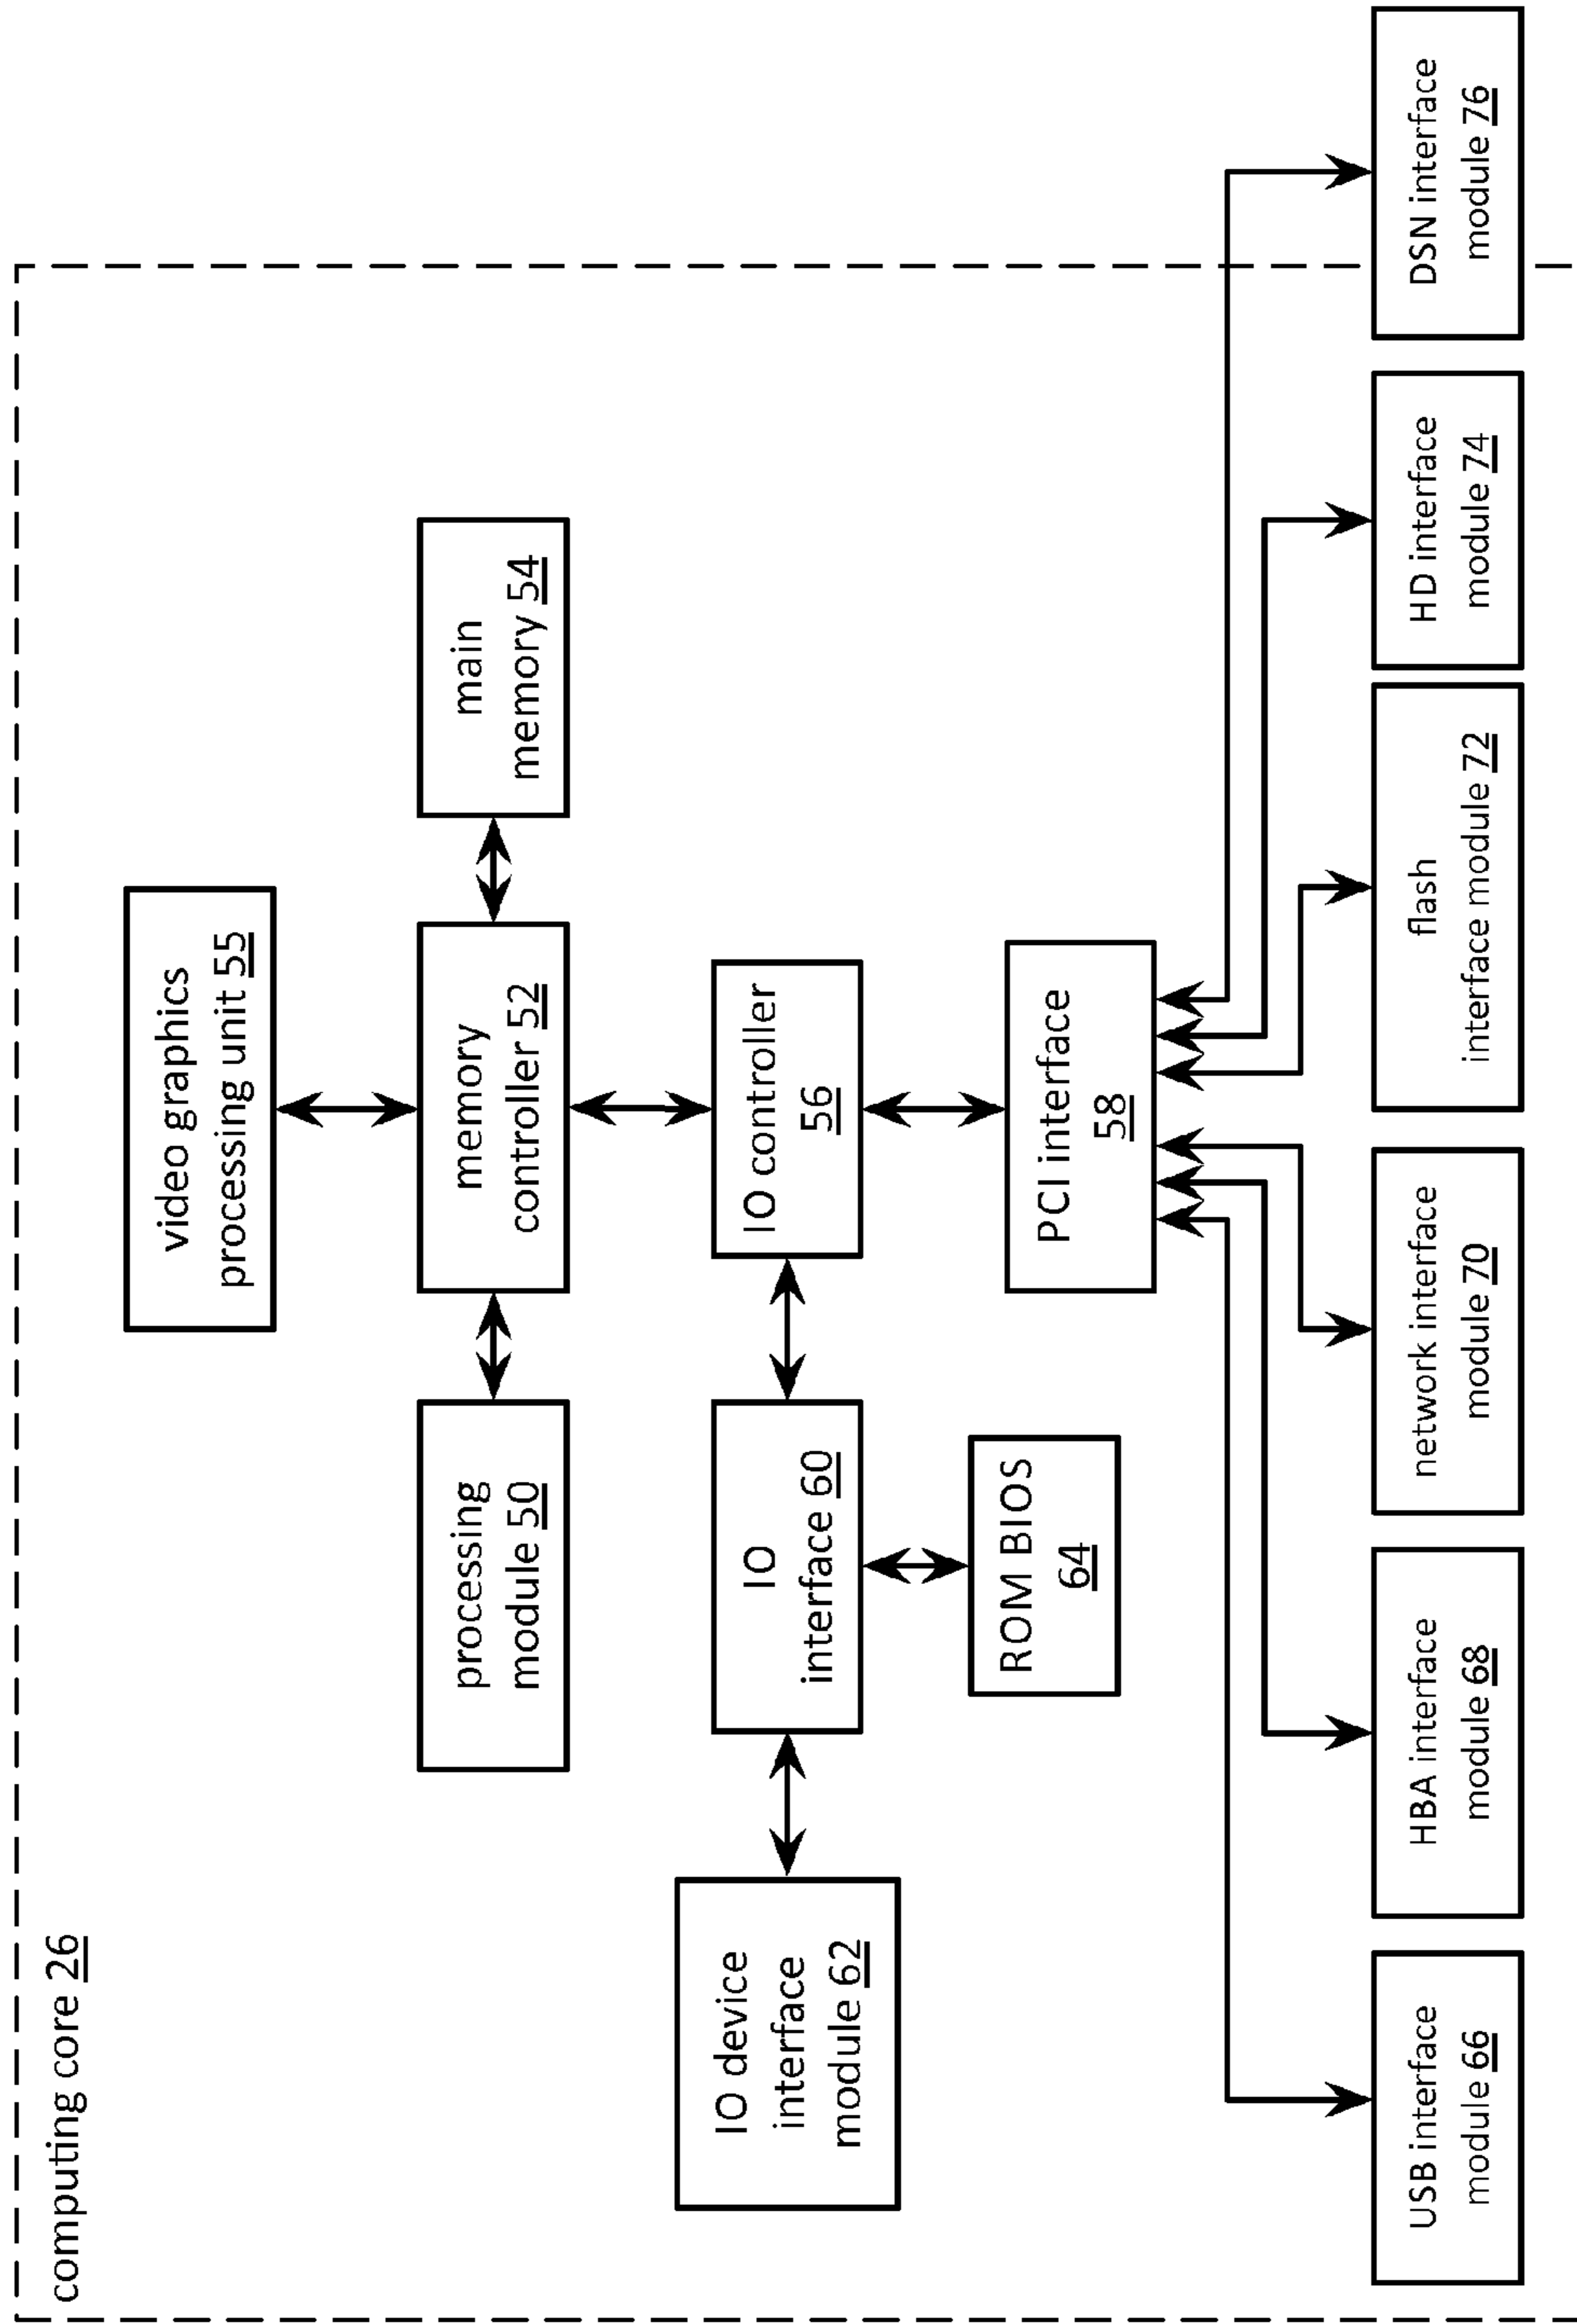 computing core 26
video graphics
processing unit 55
processing
module 50
memory
controller 52
main
memory 54
IO device
interface
module 62
IO
interface 60
IO controller
56
ROM BIOS
64
PCI interface
58
USB interface
module 66
HBA interface
module 68
network interface
module 70
flash
interface module 72
HD interface
module 74
DSN interface
module 76